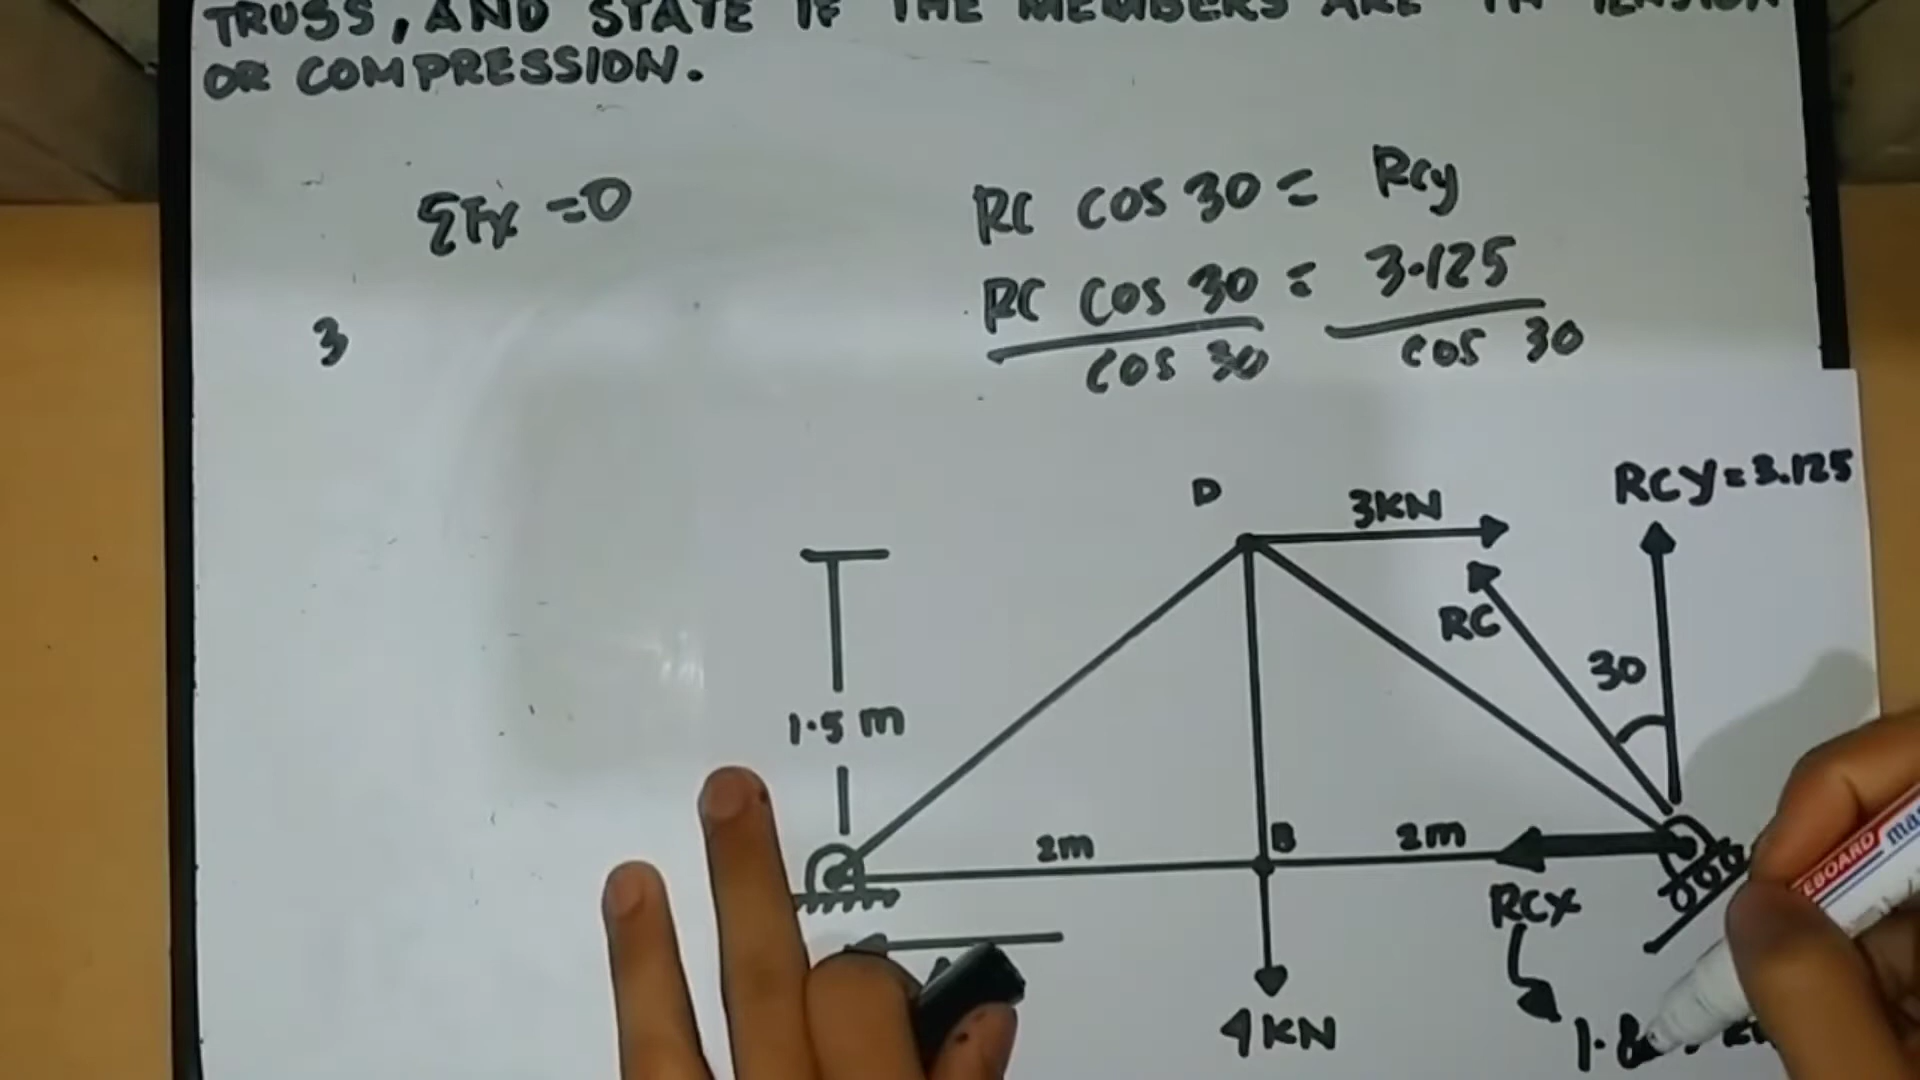 TRUSS, AND STATE IF THE MEMBERS ARE IN TENSION
OR COMPRESSION.
ΣFx =0
3
RC COS 30 = RCy
RC COS 30 = 3.125
COS 30 COS 30
RCY=3.125
D
3KN
RC
30
1.5 m
2m
B
2m
RCX
4KN
1.8